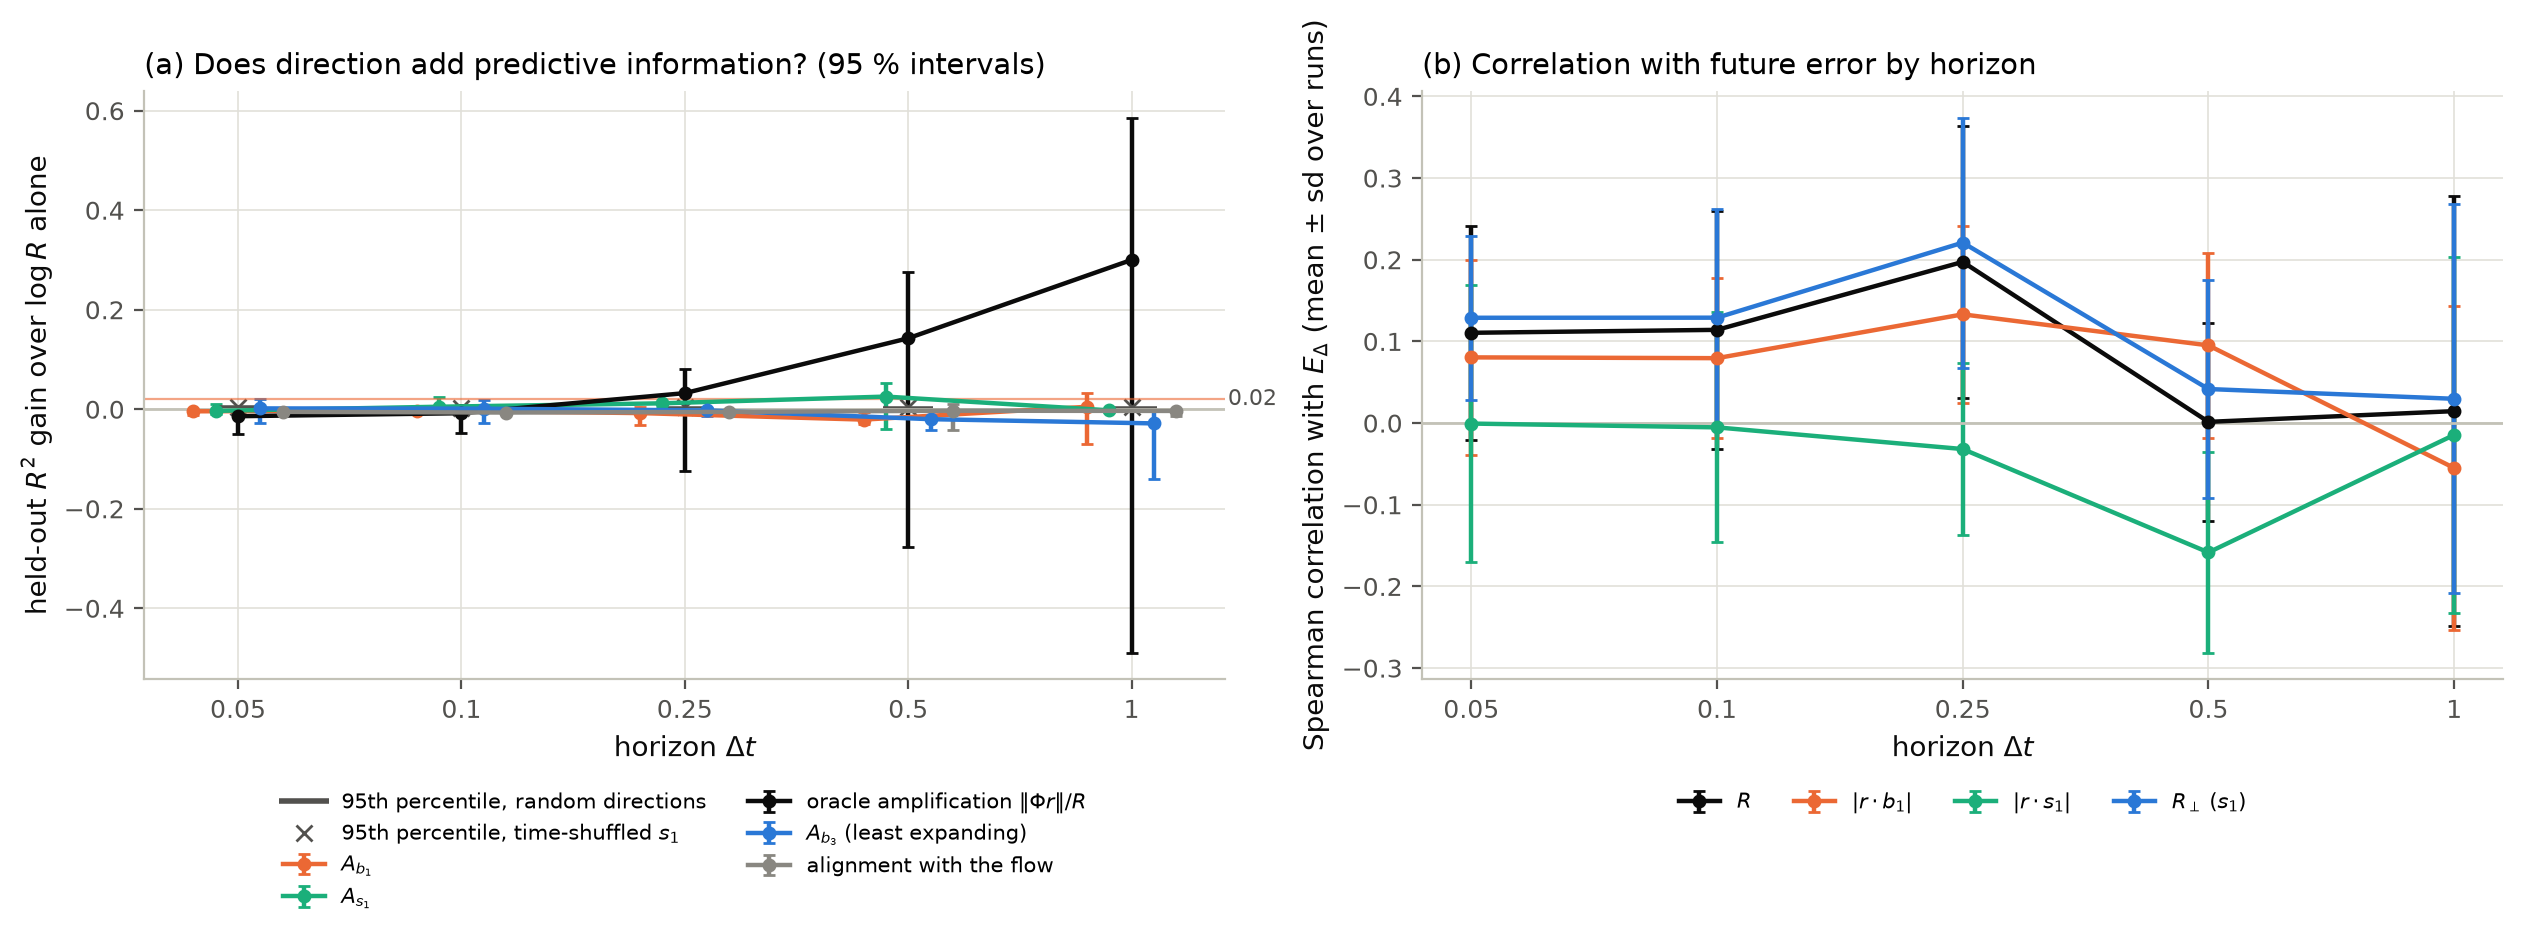 (a) Does direction add predictive information? (95 % intervals)
held-out R² gain over log R alone
0.6
0.4
0.2
0.0
−0.2
−0.4
0.02
0.05
0.1
0.25
0.5
1
horizon Δt
95th percentile, random directions
95th percentile, time-shuffled s₁
A_b₁
A_s₁
oracle amplification ‖Φr‖/R
A_b₃ (least expanding)
alignment with the flow
(b) Correlation with future error by horizon
Spearman correlation with E_Δ (mean ± sd over runs)
0.4
0.3
0.2
0.1
0.0
−0.1
−0.2
−0.3
0.05
0.1
0.25
0.5
1
horizon Δt
R
|r · b₁|
|r · s₁|
R⊥ (s₁)